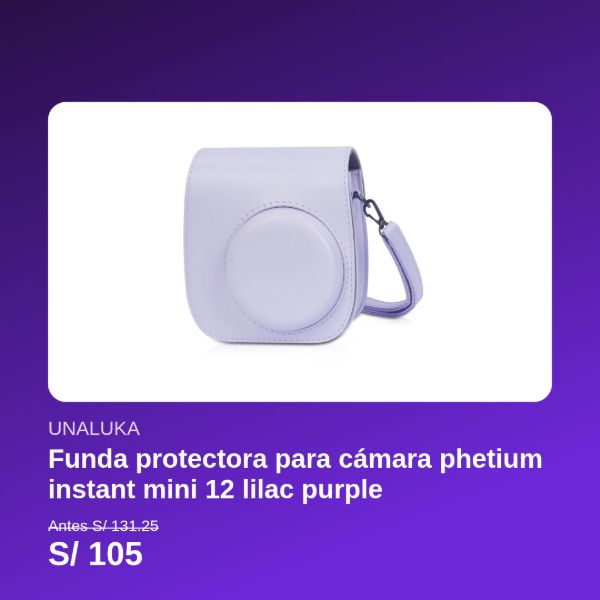 UNALUKA
Funda protectora para cámara phetium
instant mini 12 lilac purple
Antes S/ 131.25
S/ 105